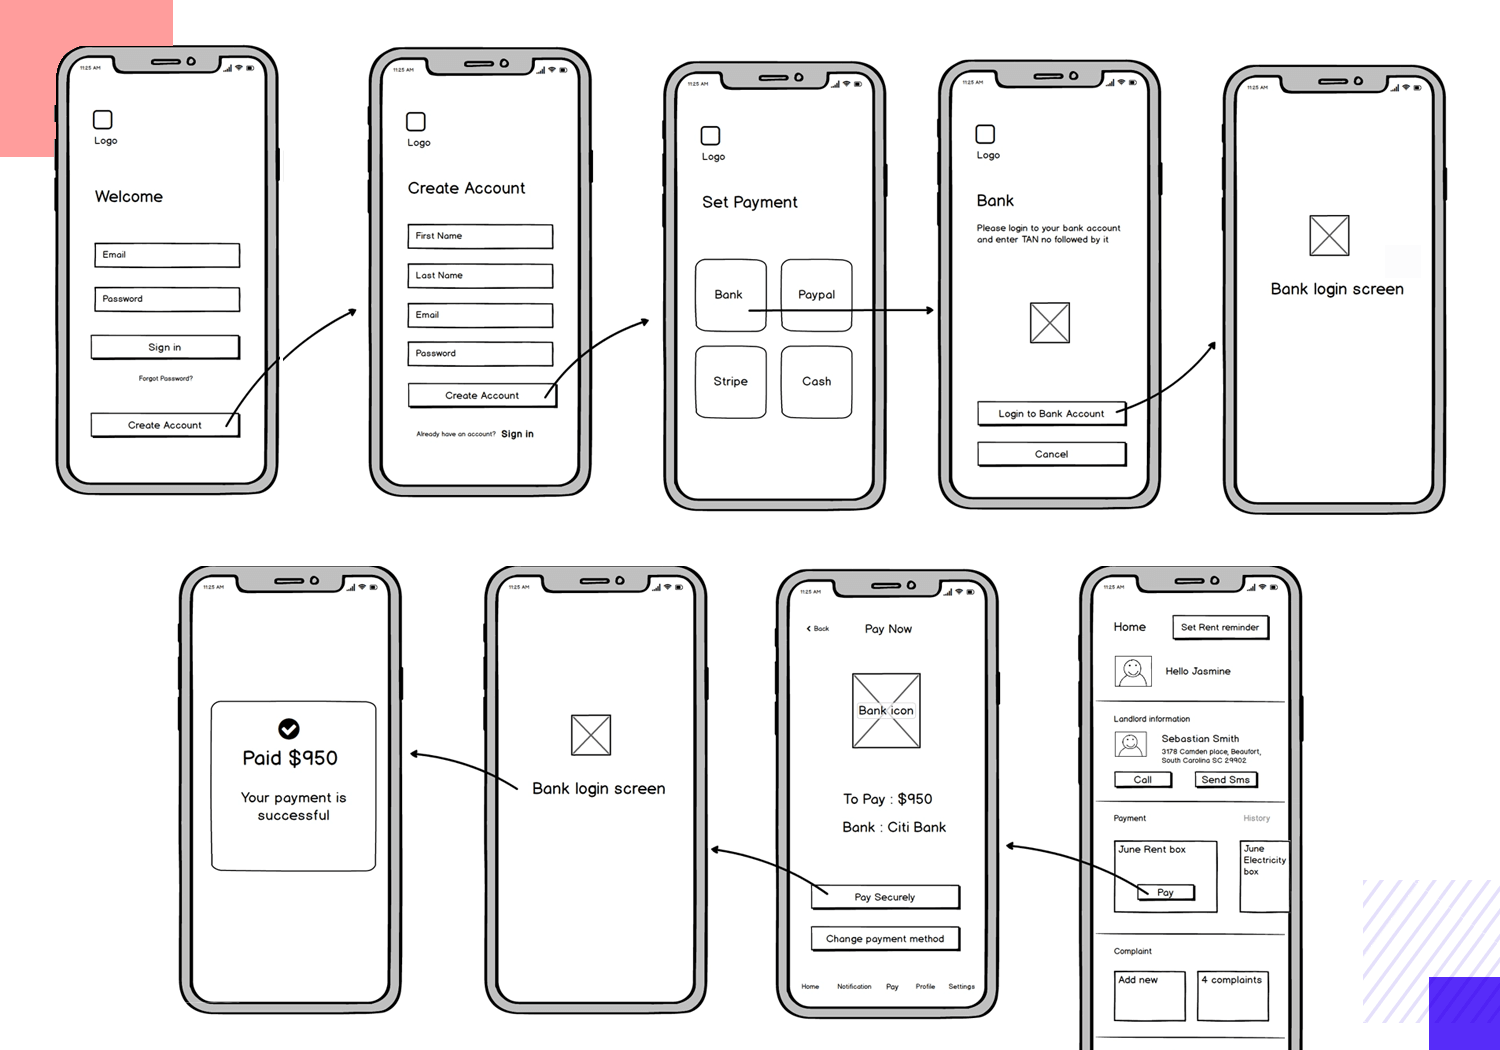 11:25 AM
Logo
Welcome
Email
Password
Sign in
Forgot Password?
Create Account
11:25 AM
Logo
Create Account
First Name
Last Name
Email
Password
Create Account
Already have an account? Sign in
11:25 AM
Logo
Set Payment
Bank
Paypal
Stripe
Cash
11:25 AM
Logo
Bank
Please login to your bank account
and enter TAN no followed by it
Login to Bank Account
Cancel
11:25 AM
Bank login screen
11:25 AM
Paid $950
Your payment is
successful
11:25 AM
Bank login screen
11:25 AM
< Back
Pay Now
Bank icon
To Pay : $950
Bank : Citi Bank
Pay Securely
Change payment method
Home Notification Pay Profile Settings
11:25 AM
Home
Set Rent reminder
Hello Jasmine
Landlord information
Sebastian Smith
3178 Camden place, Beaufort,
South Carolina SC 29902
Call
Send Sms
Payment
History
June Rent box
Pay
June
Electricity
box
Complaint
Add new
4 complaints